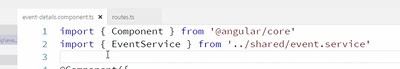 event-details.component.ts routes.ts
1 import { Component } from '@angular/core'
2 import { EventService } from '../shared/event.service'
3
@Component({